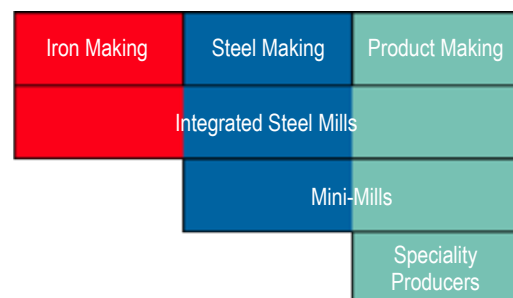 Iron Making
Steel Making
Product Making
Integrated Steel Mills
Mini-Mills
Speciality
Producers